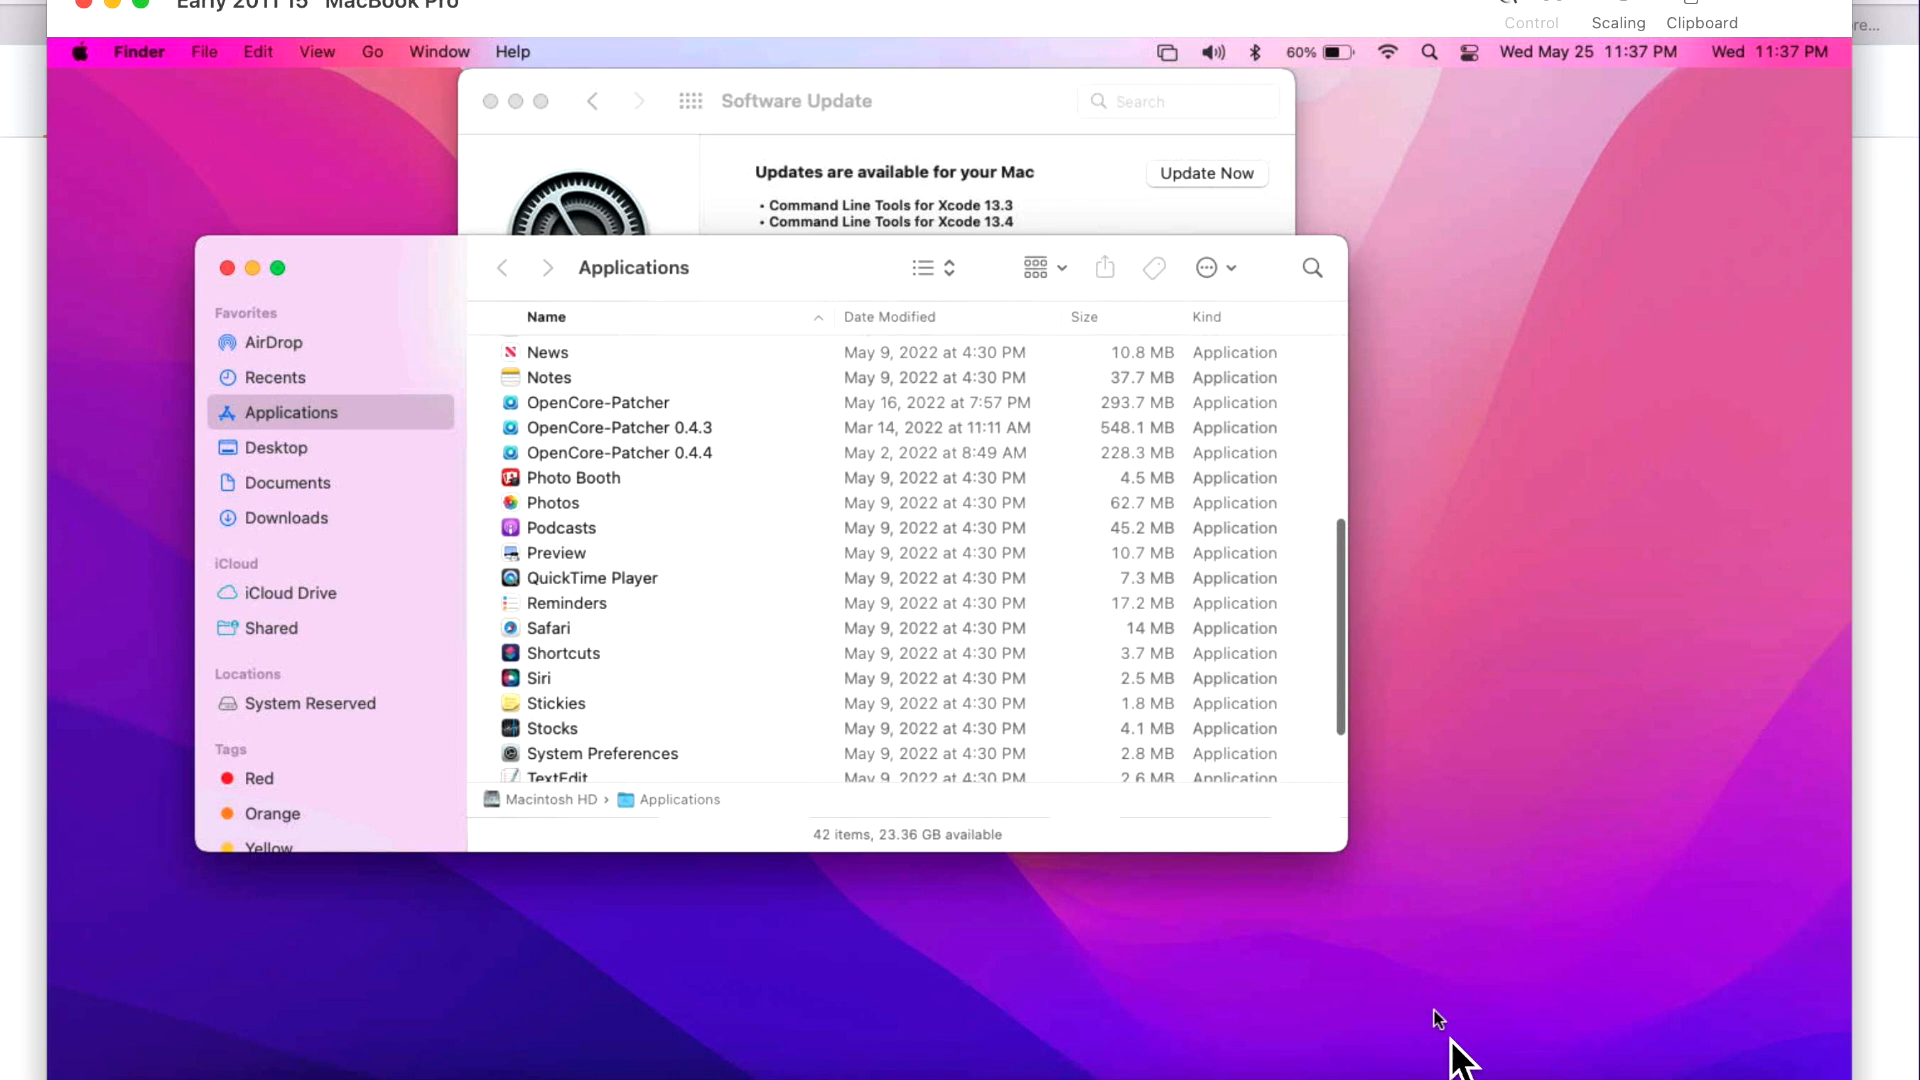 Early 2011 15" MacBook Pro
Control Scaling Clipboard
re...
Finder File Edit View Go Window Help 60% Wed May 25 11:37 PM Wed 11:37 PM
Software Update Search
Updates are available for your Mac Update Now
• Command Line Tools for Xcode 13.3
• Command Line Tools for Xcode 13.4
Applications
Favorites
AirDrop
Recents
Applications
Desktop
Documents
Downloads
iCloud
iCloud Drive
Shared
Locations
System Reserved
Tags
Red
Orange
Yellow
Name Date Modified Size Kind
News May 9, 2022 at 4:30 PM 10.8 MB Application
Notes May 9, 2022 at 4:30 PM 37.7 MB Application
OpenCore-Patcher May 16, 2022 at 7:57 PM 293.7 MB Application
OpenCore-Patcher 0.4.3 Mar 14, 2022 at 11:11 AM 548.1 MB Application
OpenCore-Patcher 0.4.4 May 2, 2022 at 8:49 AM 228.3 MB Application
Photo Booth May 9, 2022 at 4:30 PM 4.5 MB Application
Photos May 9, 2022 at 4:30 PM 62.7 MB Application
Podcasts May 9, 2022 at 4:30 PM 45.2 MB Application
Preview May 9, 2022 at 4:30 PM 10.7 MB Application
QuickTime Player May 9, 2022 at 4:30 PM 7.3 MB Application
Reminders May 9, 2022 at 4:30 PM 17.2 MB Application
Safari May 9, 2022 at 4:30 PM 14 MB Application
Shortcuts May 9, 2022 at 4:30 PM 3.7 MB Application
Siri May 9, 2022 at 4:30 PM 2.5 MB Application
Stickies May 9, 2022 at 4:30 PM 1.8 MB Application
Stocks May 9, 2022 at 4:30 PM 4.1 MB Application
System Preferences May 9, 2022 at 4:30 PM 2.8 MB Application
TextEdit May 9, 2022 at 4:30 PM 2.6 MB Application
Macintosh HD › Applications
42 items, 23.36 GB available